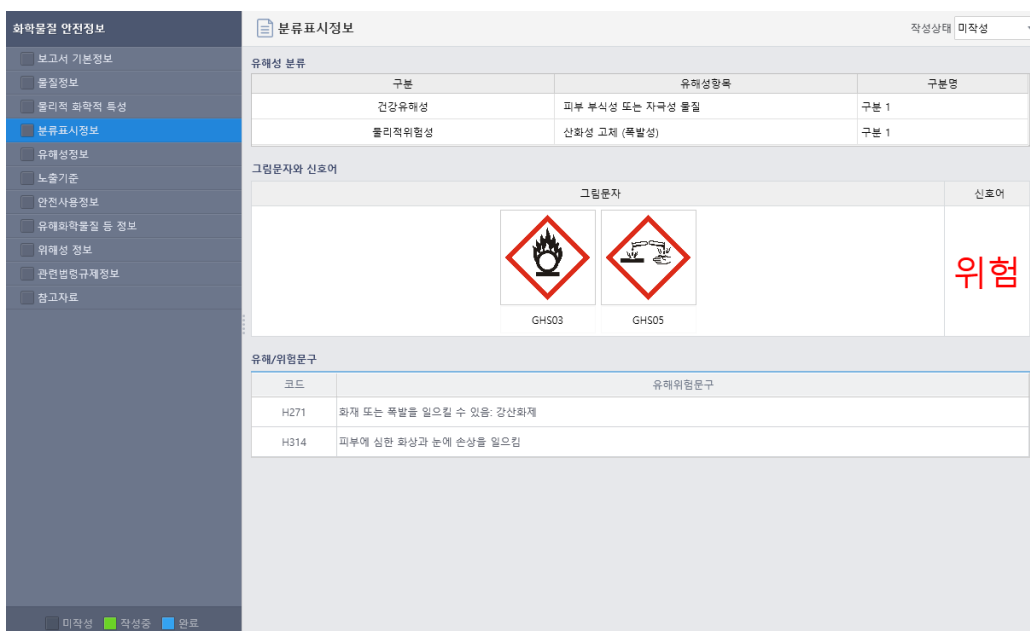 화학물질 안전정보
보고서 기본정보
물질정보
물리적 화학적 특성
분류표시정보
유해성정보
노출기준
안전사용정보
유해화학물질 등 정보
위해성 정보
관련법령규제정보
참고자료
미작성 작성중 완료
분류표시정보
작성상태 미작성
유해성 분류
구분 유해성항목 구분명
건강유해성 피부 부식성 또는 자극성 물질 구분 1
물리적위험성 산화성 고체 (폭발성) 구분 1
그림문자와 신호어
그림문자 신호어
위험
GHS03 GHS05
유해/위험문구
코드 유해위험문구
H271 화재 또는 폭발을 일으킬 수 있음: 강산화제
H314 피부에 심한 화상과 눈에 손상을 일으킴